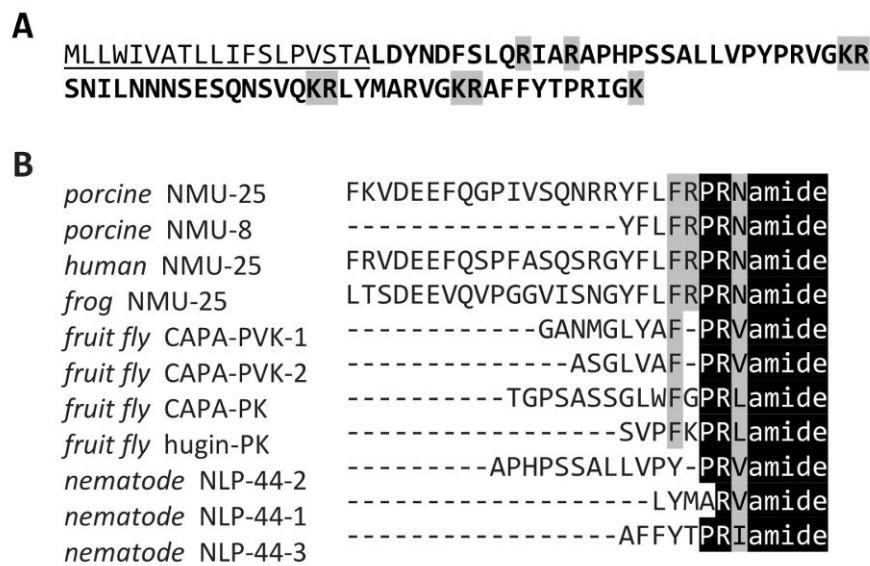 A
MLLWIVATLLIFSLPVSTALDYNDFSLQRIARAPHPSSALLVPYPRVGKR
SNILNNNSESQNSVQKRLYMARVGKRAFFYTPRIGK
B
porcine NMU-25 FKVDEEFQGPIVSQNRRYFLFRPRNamide
porcine NMU-8 -----------------YFLFRPRNamide
human NMU-25 FRVDEEFQSPFASQSRGYFLFRPRNamide
frog NMU-25 LTSDEEVQVPGGVISNGYFLFRPRNamide
fruit fly CAPA-PVK-1 ------------GANMGLYAF-PRVamide
fruit fly CAPA-PVK-2 --------------ASGLVAF-PRVamide
fruit fly CAPA-PK ----------TGPSASSGLWFGPRLamide
fruit fly hugin-PK -----------------SVPFKPRLamide
nematode NLP-44-2 ---------APHPSSALLVPY-PRVamide
nematode NLP-44-1 -------------------LYMARVamide
nematode NLP-44-3 -----------------AFFYTPRIamide